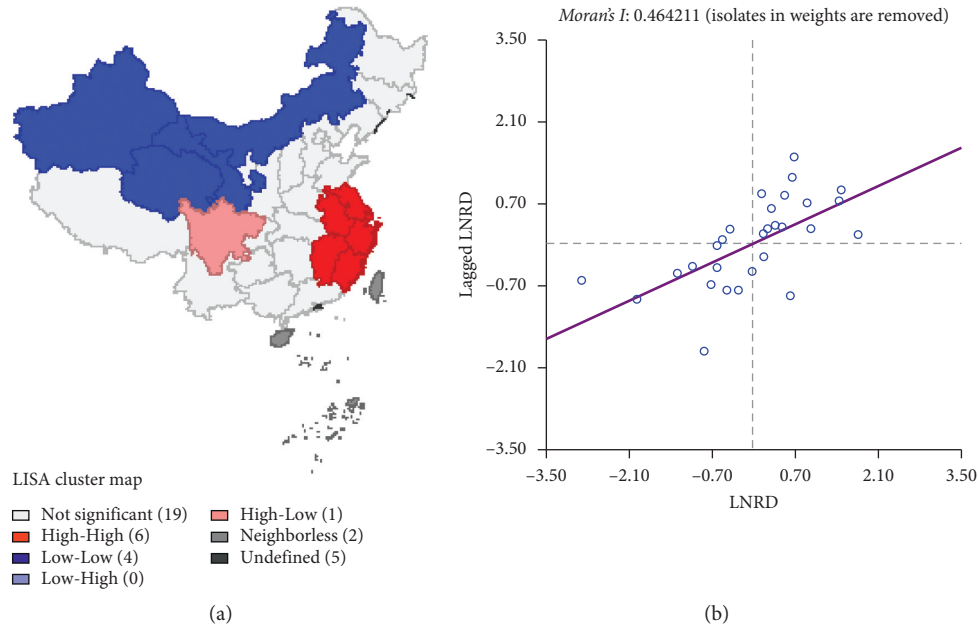 LISA cluster map
Not significant (19)
High-High (6)
Low-Low (4)
Low-High (0)
High-Low (1)
Neighborless (2)
Undefined (5)
(a)
Moran's I: 0.464211 (isolates in weights are removed)
3.50
2.10
0.70
−0.70
−2.10
−3.50
Lagged LNRD
−3.50 −2.10 −0.70 0.70 2.10 3.50
LNRD
(b)